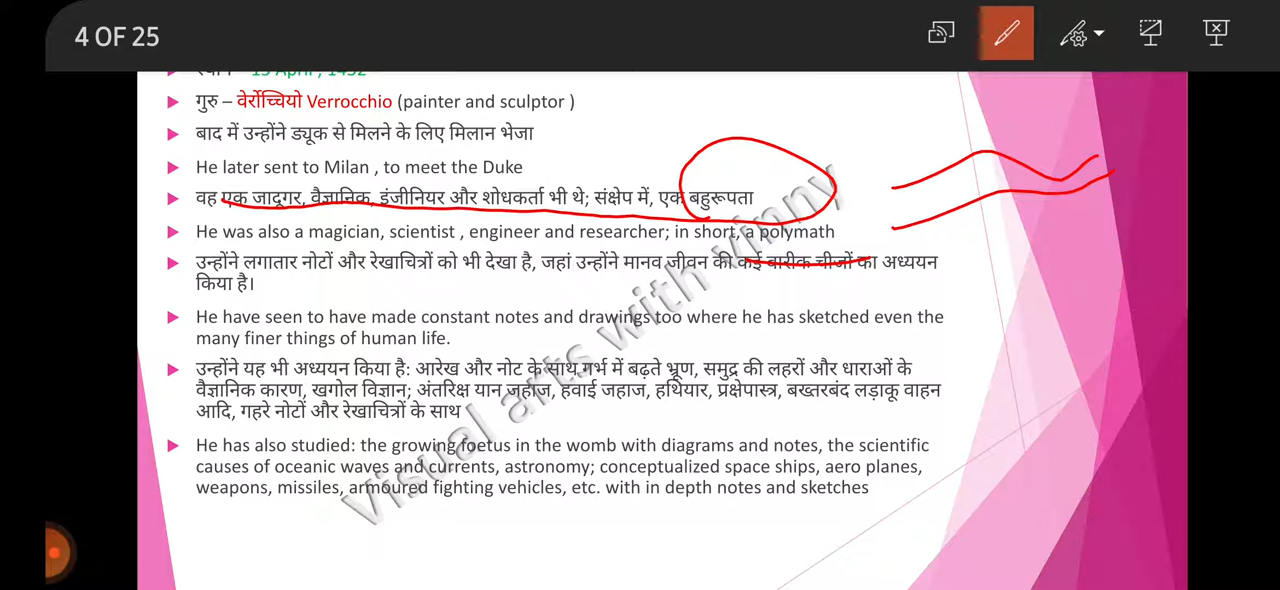 4 OF 25
13 April , 1452
गुरु – वेर्रोच्चियो Verrocchio (painter and sculptor )
बाद में उन्होंने ड्यूक से मिलने के लिए मिलान भेजा
He later sent to Milan , to meet the Duke
वह एक जादूगर, वैज्ञानिक, इंजीनियर और शोधकर्ता भी थे; संक्षेप में, एक बहुरूपता
He was also a magician, scientist , engineer and researcher; in short, a polymath
उन्होंने लगातार नोटों और रेखाचित्रों को भी देखा है, जहां उन्होंने मानव जीवन की कई बारीक चीजों का अध्ययन
किया है।
He have seen to have made constant notes and drawings too where he has sketched even the
many finer things of human life.
उन्होंने यह भी अध्ययन किया है: आरेख और नोट के साथ गर्भ में बढ़ते भ्रूण, समुद्र की लहरों और धाराओं के
वैज्ञानिक कारण, खगोल विज्ञान; अंतरिक्ष यान जहाज, हवाई जहाज, हथियार, प्रक्षेपास्त्र, बख्तरबंद लड़ाकू वाहन
आदि, गहरे नोटों और रेखाचित्रों के साथ
He has also studied: the growing foetus in the womb with diagrams and notes, the scientific
causes of oceanic waves and currents, astronomy; conceptualized space ships, aero planes,
weapons, missiles, armoured fighting vehicles, etc. with in depth notes and sketches
Visual arts with Vinny